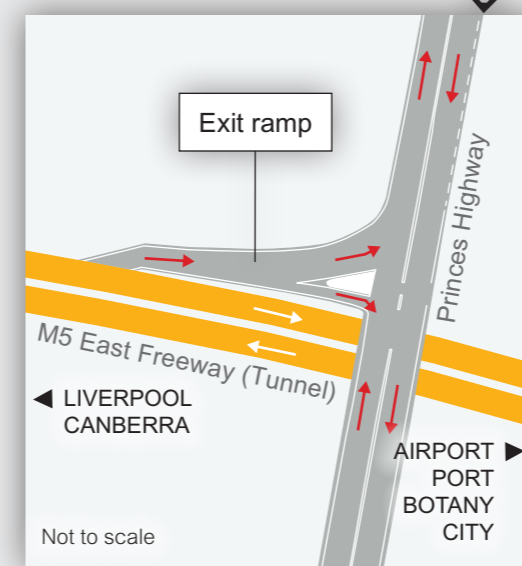 Exit ramp
Princes Highway
M5 East Freeway (Tunnel)
LIVERPOOL
CANBERRA
AIRPORT
PORT
BOTANY
CITY
Not to scale